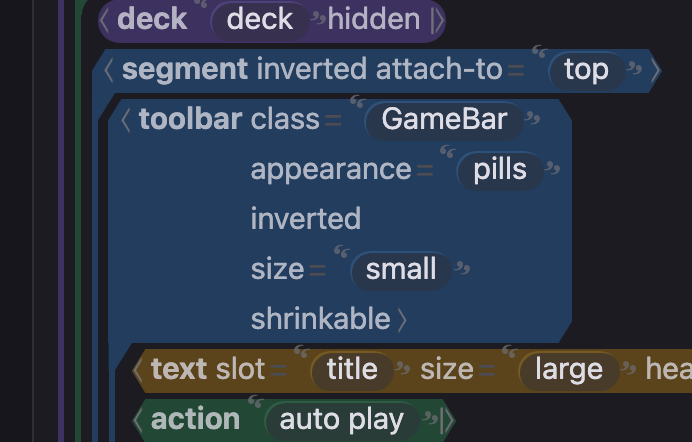 ⟨deck “deck” hidden|⟩
⟨segment inverted attach-to=“top”⟩
⟨toolbar class=“GameBar”
appearance=“pills”
inverted
size=“small”
shrinkable⟩
⟨text slot=“title” size=“large” hea
⟨action “auto play”|⟩